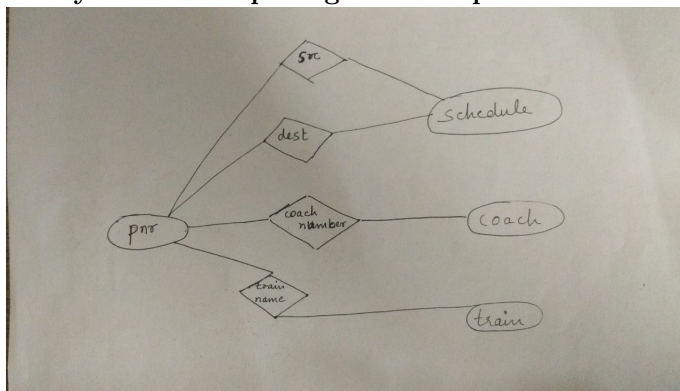 src
schedule
dest
coach
number
coach
pnr
train
name
train